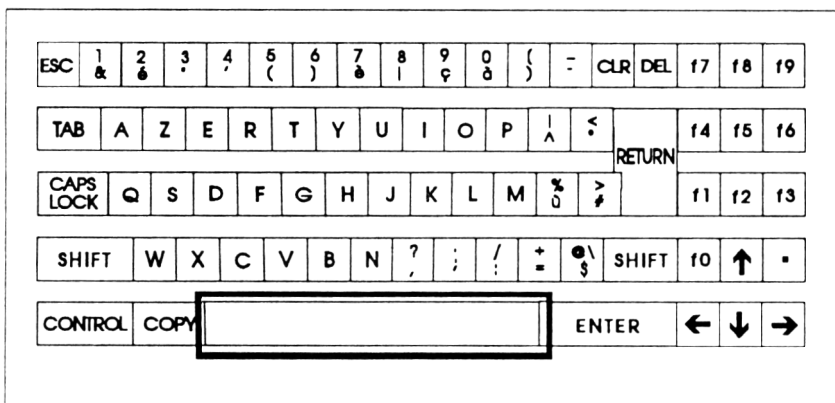 ESC 1 & 2 é 3 " 4 ' 5 ( 6 ) 7 è 8 | 9 ç 0 à ( ) _ - CLR DEL f7 f8 f9
TAB A Z E R T Y U I O P | ^ < * RETURN f4 f5 f6
CAPS LOCK Q S D F G H J K L M % ù > # f1 f2 f3
SHIFT W X C V B N ? , . ; / : + = @ \ $ SHIFT f0 ↑ .
CONTROL COPY ENTER ← ↓ →